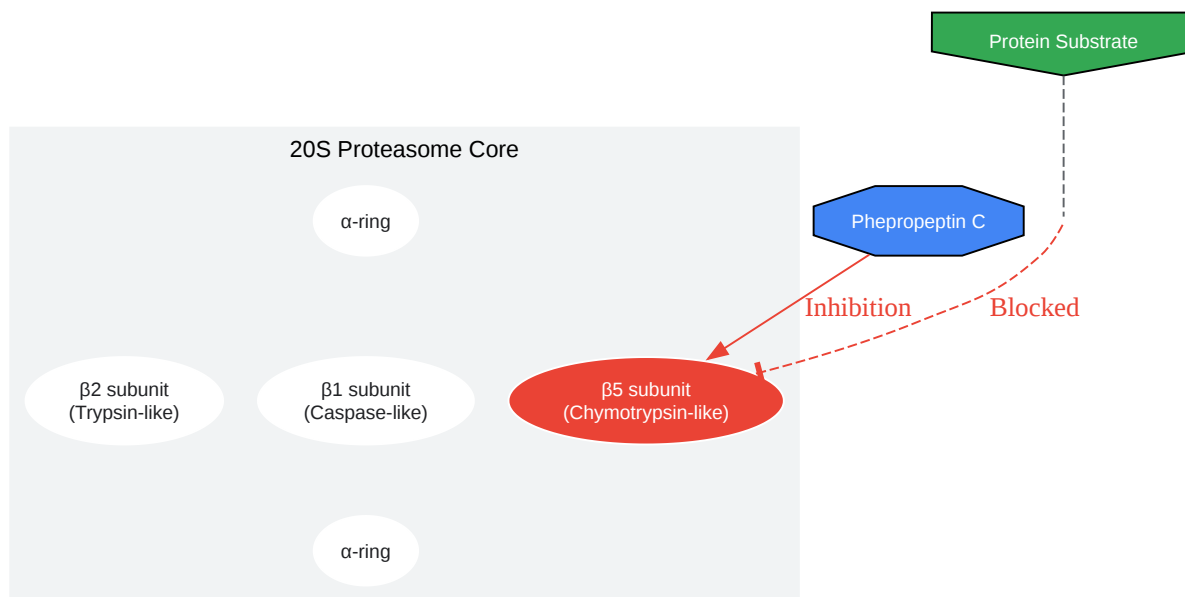 Protein Substrate
20S Proteasome Core
α-ring
Phepropeptin C
Inhibition
Blocked
β2 subunit
(Trypsin-like)
β1 subunit
(Caspase-like)
β5 subunit
(Chymotrypsin-like)
α-ring